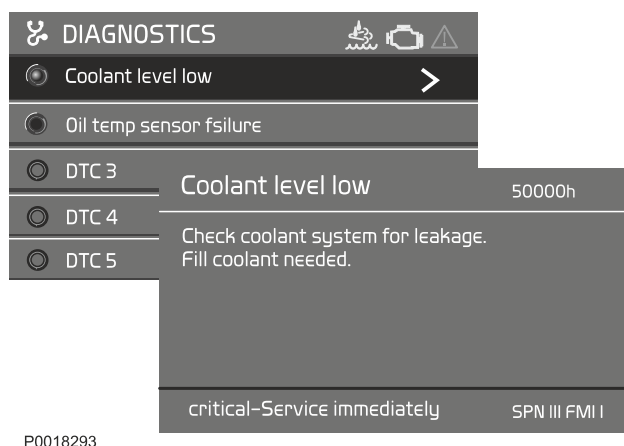 DIAGNOSTICS
Coolant level low
Oil temp sensor fsilure
DTC 3
DTC 4
DTC 5
Coolant level low 50000h
Check coolant system for leakage.
Fill coolant needed.
critical-Service immediately SPN III FMI I
P0018293